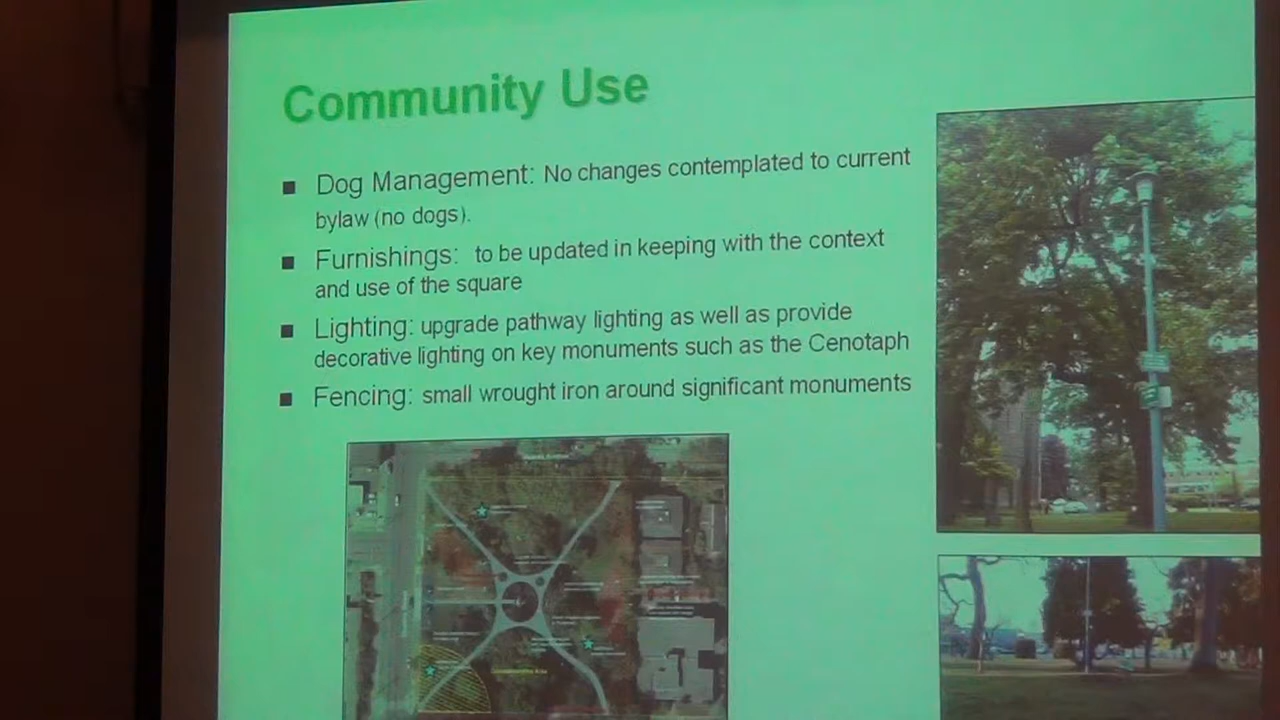 Community Use
Dog Management: No changes contemplated to current
bylaw (no dogs).
Furnishings: to be updated in keeping with the context
and use of the square
Lighting: upgrade pathway lighting as well as provide
decorative lighting on key monuments such as the Cenotaph
Fencing: small wrought iron around significant monuments